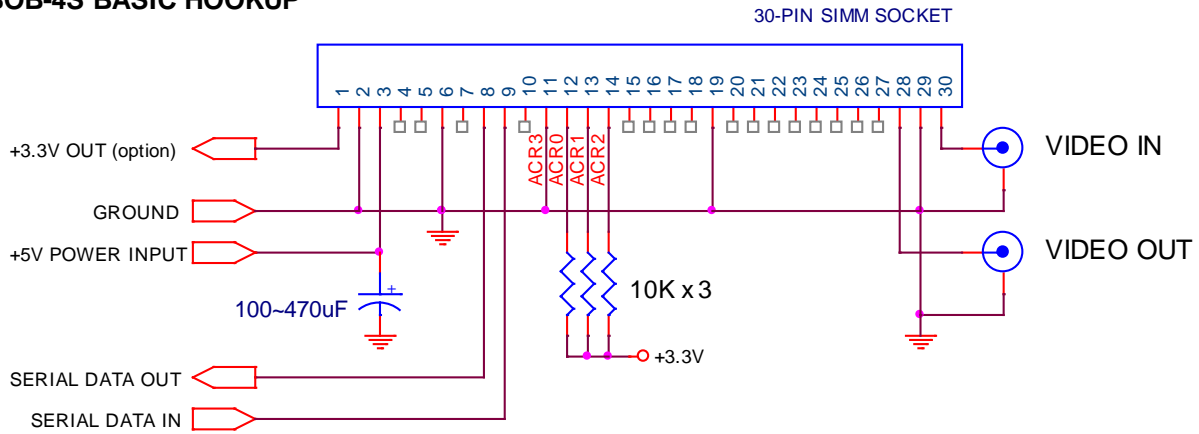 BOB-4S BASIC HOOKUP
30-PIN SIMM SOCKET
1 2 3 4 5 6 7 8 9 10 11 12 13 14 15 16 17 18 19 20 21 22 23 24 25 26 27 28 29 30
ACR3 ACR0 ACR1 ACR2
+3.3V OUT (option)
VIDEO IN
GROUND
+5V POWER INPUT
VIDEO OUT
+
100~470uF
10K x 3
+3.3V
SERIAL DATA OUT
SERIAL DATA IN